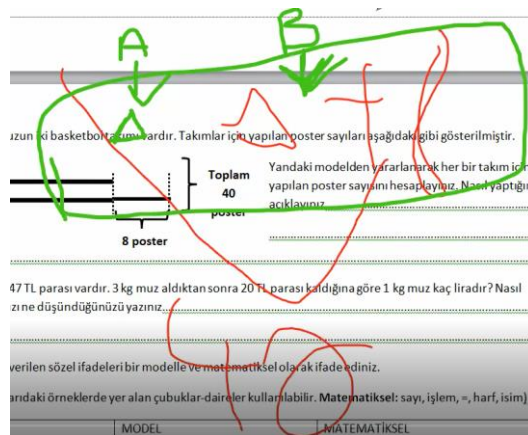 A B
Δ Δ + 8
uzun iki basketbol takımı vardır. Takımlar için yapılan poster sayıları aşağıdaki gibi gösterilmiştir.
Toplam
40
poster
8 poster
Yandaki modelden yararlanarak her bir takım için
yapılan poster sayısını hesaplayınız. Nasıl yaptığın
açıklayınız
47 TL parası vardır. 3 kg muz aldıktan sonra 20 TL parası kaldığına göre 1 kg muz kaç liradır? Nasıl
zı ne düşündüğünüzü yazınız
40
verilen sözel ifadeleri bir modelle ve matematiksel olarak ifade ediniz.
arıdaki örneklerde yer alan çubuklar-daireler kullanılabilir. Matematiksel: sayı, işlem, =, harf, isim)
MODEL MATEMATİKSEL